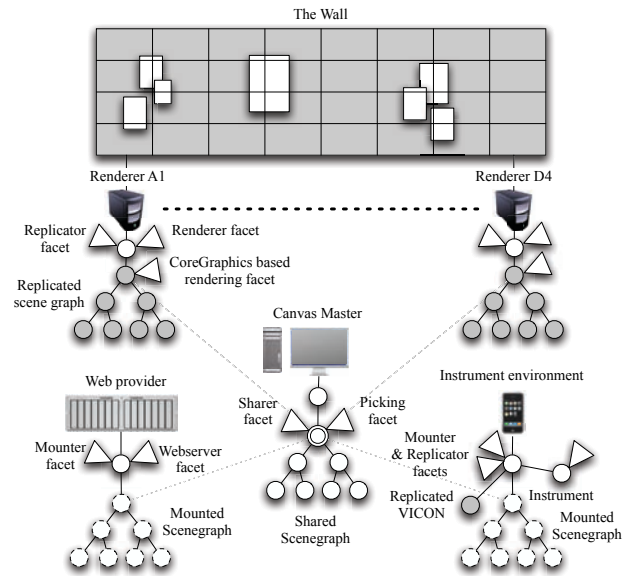 The Wall
Renderer A1
Renderer D4
Replicator
facet
Renderer facet
CoreGraphics based
rendering facet
Replicated
scene graph
Canvas Master
Web provider
Instrument environment
Sharer
facet
Picking
facet
Mounter
facet
Webserver
facet
Mounter
& Replicator
facets
Replicated
VICON
Instrument
Mounted
Scenegraph
Shared
Scenegraph
Mounted
Scenegraph